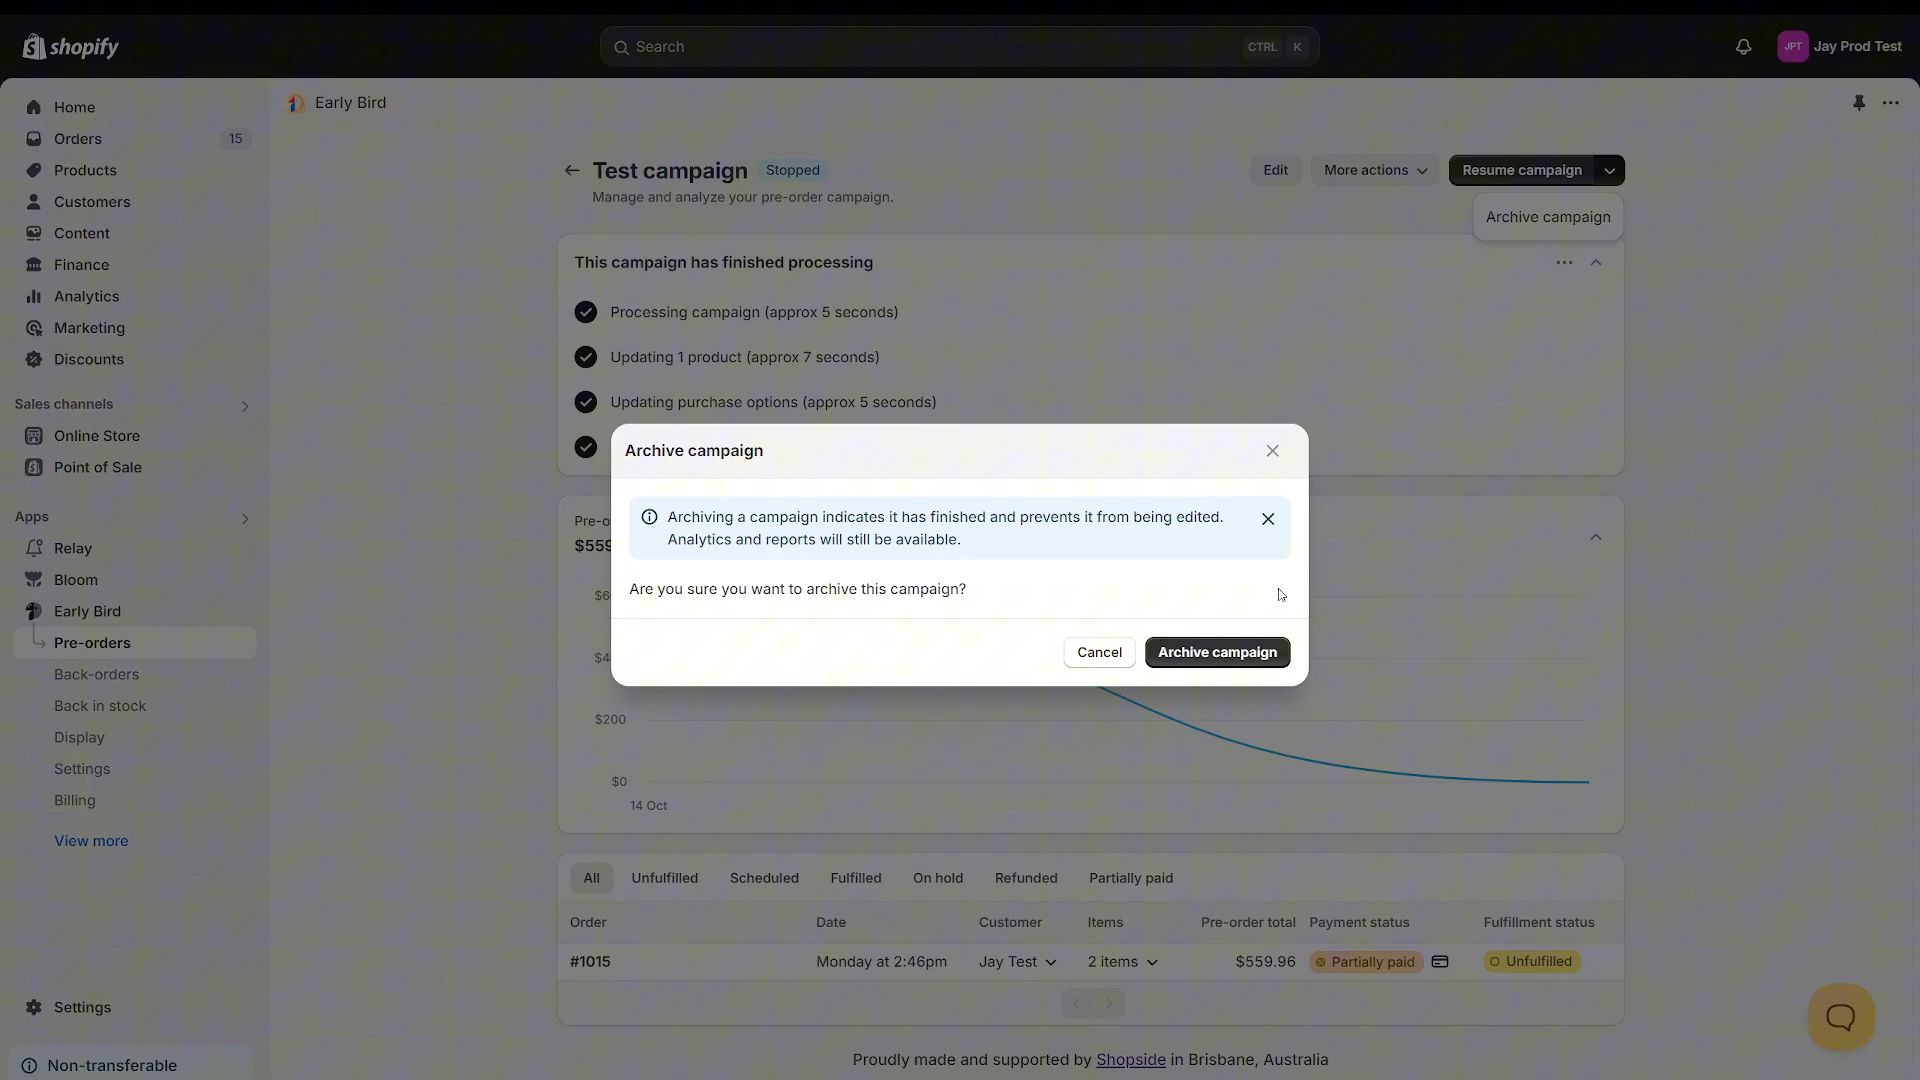 shopify
Search
CTRL K
JPT
Jay Prod Test
Home
Orders 15
Products
Customers
Content
Finance
Analytics
Marketing
Discounts
Sales channels
Online Store
Point of Sale
Apps
Relay
Bloom
Early Bird
Pre-orders
Back-orders
Back in stock
Display
Settings
Billing
View more
Settings
Non-transferable
Early Bird
Test campaign Stopped
Manage and analyze your pre-order campaign.
Edit
More actions
Resume campaign
Archive campaign
This campaign has finished processing
Processing campaign (approx 5 seconds)
Updating 1 product (approx 7 seconds)
Updating purchase options (approx 5 seconds)
Archive campaign
Archiving a campaign indicates it has finished and prevents it from being edited.
Analytics and reports will still be available.
Are you sure you want to archive this campaign?
Cancel
Archive campaign
Pre-o
$559
$6
$4
$200
$0
14 Oct
All Unfulfilled Scheduled Fulfilled On hold Refunded Partially paid
Order Date Customer Items Pre-order total Payment status Fulfillment status
#1015 Monday at 2:46pm Jay Test 2 items $559.96 Partially paid Unfulfilled
Proudly made and supported by Shopside in Brisbane, Australia